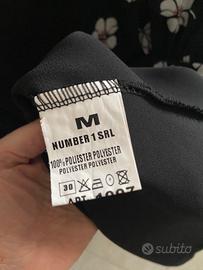 M
NUMBER 1 SRL
100% POLIESTER POLYESTER
POLYESTER POLYESTER
30
subito